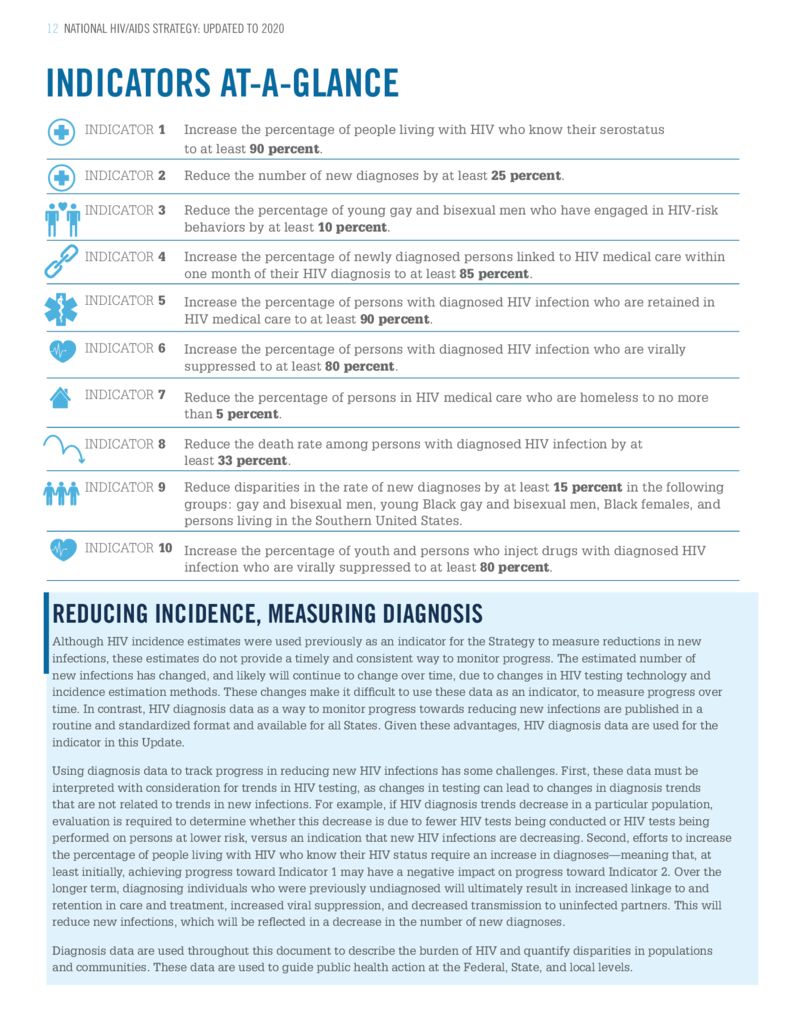 12 NATIONAL HIV/AIDS STRATEGY: UPDATED TO 2020
INDICATORS AT-A-GLANCE
INDICATOR 1 Increase the percentage of people living with HIV who know their serostatus
to at least 90 percent.
INDICATOR 2 Reduce the number of new diagnoses by at least 25 percent.
INDICATOR 3 Reduce the percentage of young gay and bisexual men who have engaged in HIV-risk
behaviors by at least 10 percent.
INDICATOR 4 Increase the percentage of newly diagnosed persons linked to HIV medical care within
one month of their HIV diagnosis to at least 85 percent.
INDICATOR 5 Increase the percentage of persons with diagnosed HIV infection who are retained in
HIV medical care to at least 90 percent.
INDICATOR 6 Increase the percentage of persons with diagnosed HIV infection who are virally
suppressed to at least 80 percent.
INDICATOR 7 Reduce the percentage of persons in HIV medical care who are homeless to no more
than 5 percent.
INDICATOR 8 Reduce the death rate among persons with diagnosed HIV infection by at
least 33 percent.
INDICATOR 9 Reduce disparities in the rate of new diagnoses by at least 15 percent in the following
groups: gay and bisexual men, young Black gay and bisexual men, Black females, and
persons living in the Southern United States.
INDICATOR 10 Increase the percentage of youth and persons who inject drugs with diagnosed HIV
infection who are virally suppressed to at least 80 percent.
REDUCING INCIDENCE, MEASURING DIAGNOSIS
Although HIV incidence estimates were used previously as an indicator for the Strategy to measure reductions in new
infections, these estimates do not provide a timely and consistent way to monitor progress. The estimated number of
new infections has changed, and likely will continue to change over time, due to changes in HIV testing technology and
incidence estimation methods. These changes make it difficult to use these data as an indicator, to measure progress over
time. In contrast, HIV diagnosis data as a way to monitor progress towards reducing new infections are published in a
routine and standardized format and available for all States. Given these advantages, HIV diagnosis data are used for the
indicator in this Update.
Using diagnosis data to track progress in reducing new HIV infections has some challenges. First, these data must be
interpreted with consideration for trends in HIV testing, as changes in testing can lead to changes in diagnosis trends
that are not related to trends in new infections. For example, if HIV diagnosis trends decrease in a particular population,
evaluation is required to determine whether this decrease is due to fewer HIV tests being conducted or HIV tests being
performed on persons at lower risk, versus an indication that new HIV infections are decreasing. Second, efforts to increase
the percentage of people living with HIV who know their HIV status require an increase in diagnoses—meaning that, at
least initially, achieving progress toward Indicator 1 may have a negative impact on progress toward Indicator 2. Over the
longer term, diagnosing individuals who were previously undiagnosed will ultimately result in increased linkage to and
retention in care and treatment, increased viral suppression, and decreased transmission to uninfected partners. This will
reduce new infections, which will be reflected in a decrease in the number of new diagnoses.
Diagnosis data are used throughout this document to describe the burden of HIV and quantify disparities in populations
and communities. These data are used to guide public health action at the Federal, State, and local levels.